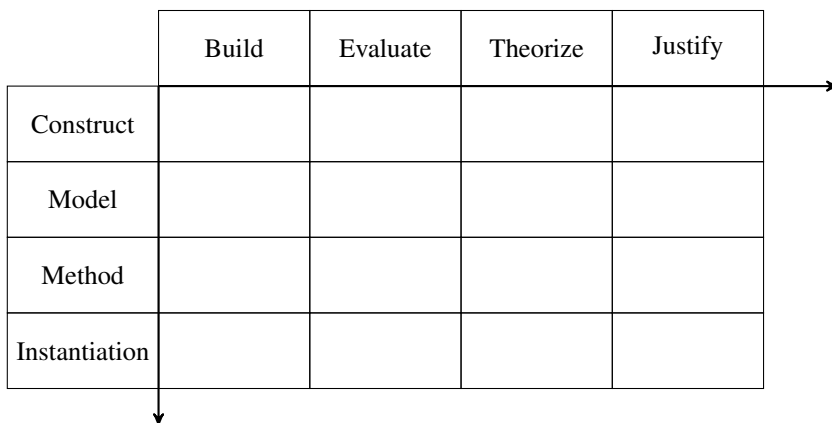 Build Evaluate Theorize Justify
Construct
Model
Method
Instantiation